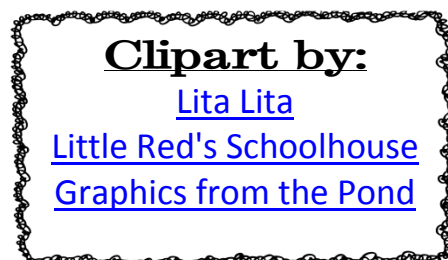 Clipart by:
Lita Lita
Little Red's Schoolhouse
Graphics from the Pond